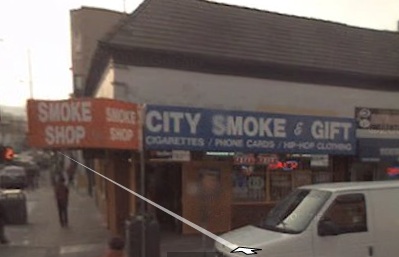 SMOKE
SHOP
SMOKE
SHOP
CITY SMOKE & GIFT
CIGARETTES / PHONE CARDS / HIP-HOP CLOTHING